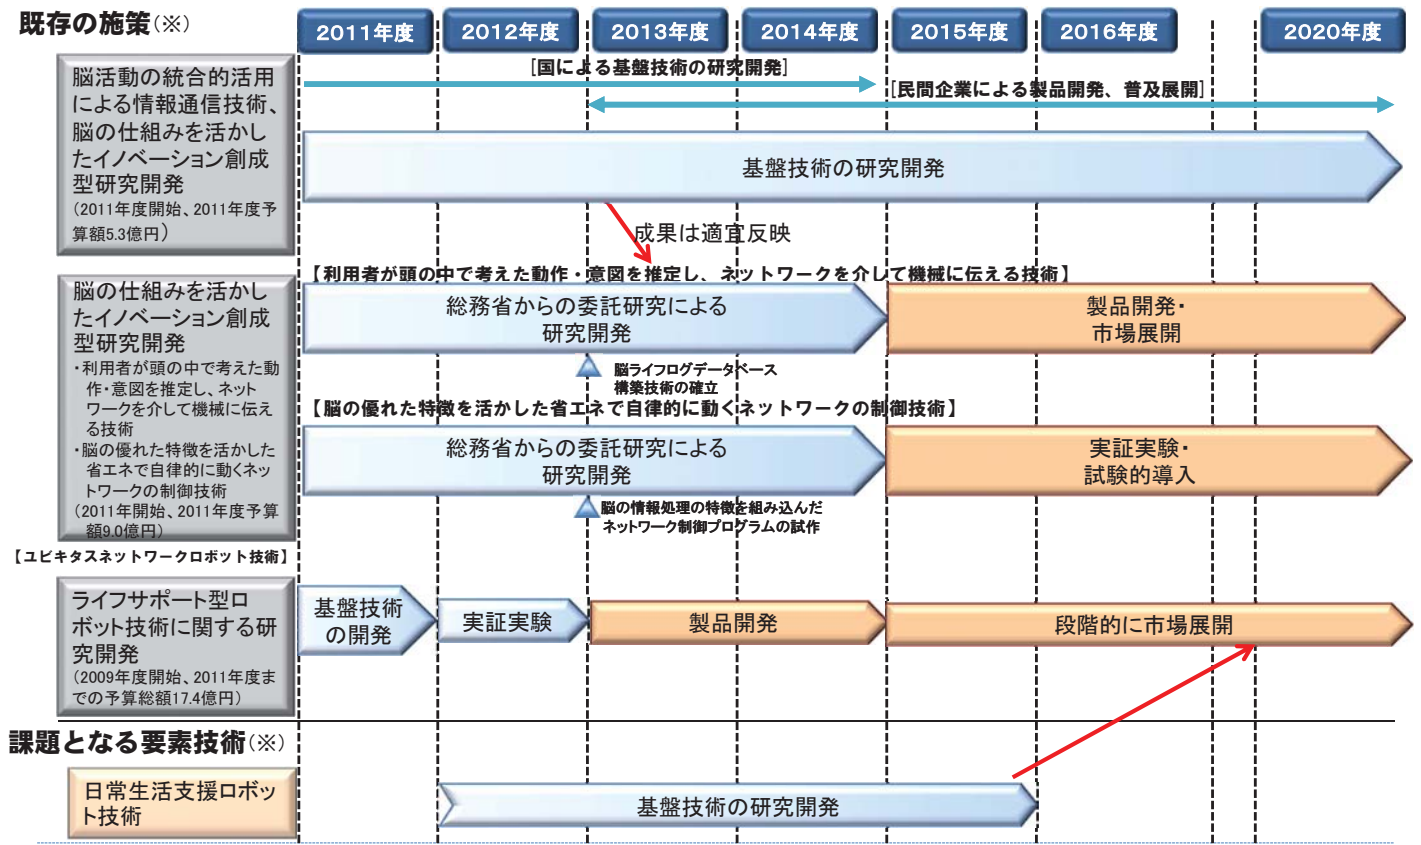 既存の施策(※)
2011年度
2012年度
2013年度
2014年度
2015年度
2016年度
2020年度
[国による基盤技術の研究開発]
[民間企業による製品開発、普及展開]
脳活動の統合的活用
による情報通信技術、
脳の仕組みを活かし
たイノベーション創成
型研究開発
(2011年度開始、2011年度予
算額5.3億円)
基盤技術の研究開発
成果は適宜反映
【利用者が頭の中で考えた動作・意図を推定し、ネットワークを介して機械に伝える技術】
脳の仕組みを活かし
たイノベーション創成
型研究開発
・利用者が頭の中で考えた動
作・意図を推定し、ネット
ワークを介して機械に伝え
る技術
・脳の優れた特徴を活かした
省エネで自律的に動くネッ
トワークの制御技術
(2011年開始、2011年度予算
額9.0億円)
総務省からの委託研究による
研究開発
製品開発・
市場展開
脳ライフログデータベース
構築技術の確立
【脳の優れた特徴を活かした省エネで自律的に動くネットワークの制御技術】
総務省からの委託研究による
研究開発
実証実験・
試験的導入
脳の情報処理の特徴を組み込んだ
ネットワーク制御プログラムの試作
【ユビキタスネットワークロボット技術】
ライフサポート型ロ
ボット技術に関する研
究開発
(2009年度開始、2011年度ま
での予算総額17.4億円)
基盤技術
の開発
実証実験
製品開発
段階的に市場展開
課題となる要素技術(※)
日常生活支援ロボッ
ト技術
基盤技術の研究開発